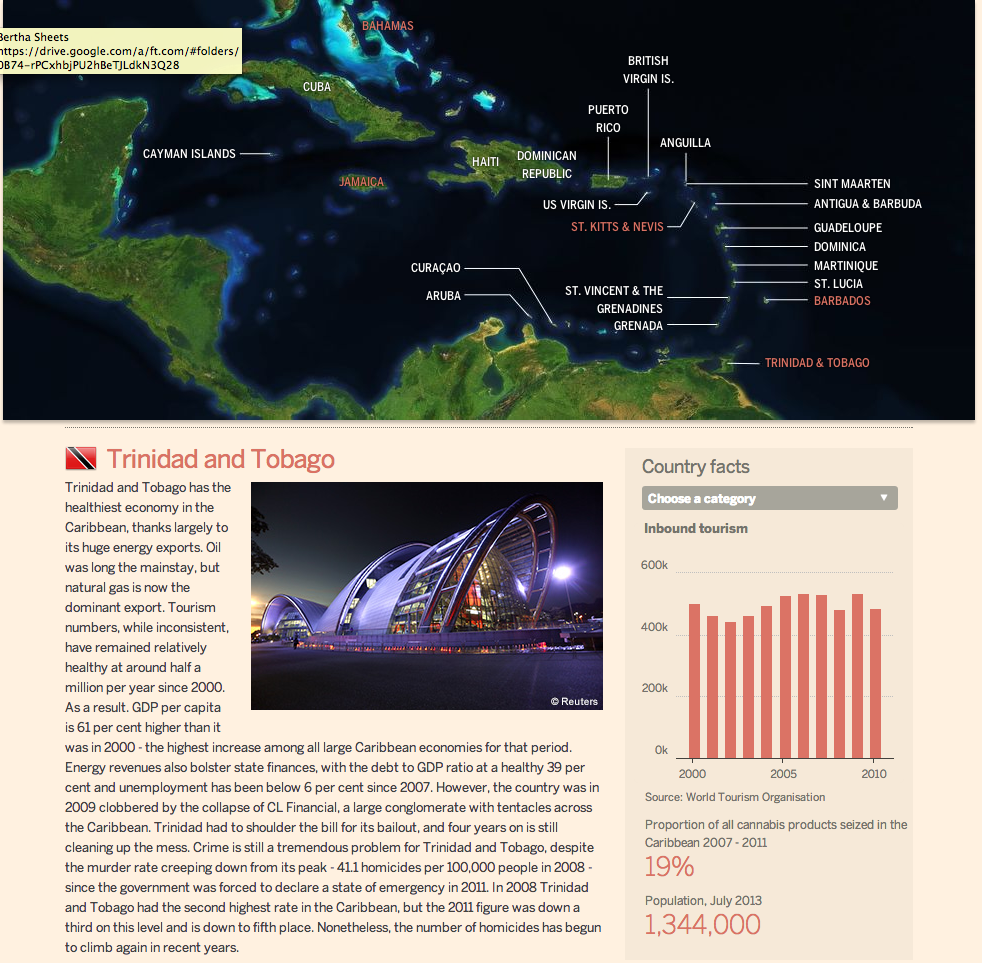 BAHAMAS
Bertha Sheets
https://drive.google.com/a/ft.com/#folders/
0B74-rPCxhbjPU2hBeTJLdkN3Q28
BRITISH
VIRGIN IS.
CUBA
PUERTO
RICO
ANGUILLA
CAYMAN ISLANDS
HAITI
DOMINICAN
REPUBLIC
JAMAICA
SINT MAARTEN
US VIRGIN IS.
ANTIGUA & BARBUDA
ST. KITTS & NEVIS
GUADELOUPE
DOMINICA
CURAÇAO
MARTINIQUE
ST. LUCIA
ARUBA
ST. VINCENT & THE
GRENADINES
BARBADOS
GRENADA
TRINIDAD & TOBAGO
Trinidad and Tobago
Trinidad and Tobago has the
healthiest economy in the
Caribbean, thanks largely to
its huge energy exports. Oil
was long the mainstay, but
natural gas is now the
dominant export. Tourism
numbers, while inconsistent,
have remained relatively
healthy at around half a
million per year since 2000.
As a result. GDP per capita
is 61 per cent higher than it
was in 2000 - the highest increase among all large Caribbean economies for that period.
Energy revenues also bolster state finances, with the debt to GDP ratio at a healthy 39 per
cent and unemployment has been below 6 per cent since 2007. However, the country was in
2009 clobbered by the collapse of CL Financial, a large conglomerate with tentacles across
the Caribbean. Trinidad had to shoulder the bill for its bailout, and four years on is still
cleaning up the mess. Crime is still a tremendous problem for Trinidad and Tobago, despite
the murder rate creeping down from its peak - 41.1 homicides per 100,000 people in 2008 -
since the government was forced to declare a state of emergency in 2011. In 2008 Trinidad
and Tobago had the second highest rate in the Caribbean, but the 2011 figure was down a
third on this level and is down to fifth place. Nonetheless, the number of homicides has begun
to climb again in recent years.
© Reuters
Country facts
Choose a category
Inbound tourism
600k
400k
200k
0k
2000 2005 2010
Source: World Tourism Organisation
Proportion of all cannabis products seized in the
Caribbean 2007 - 2011
19%
Population, July 2013
1,344,000